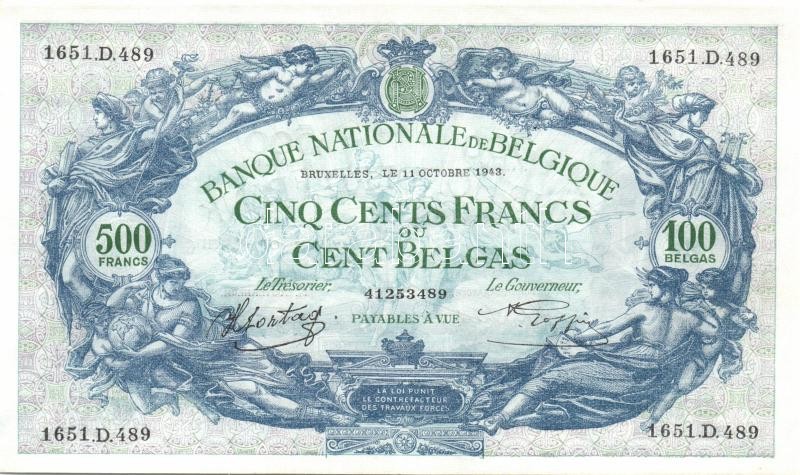 1651.D.489
1651.D.489
BANQUE NATIONALE DE BELGIQUE
BRUXELLES, LE 11 OCTOBRE 1943.
CINQ CENTS FRANCS
OU
CENT BELGAS
500
FRANCS
100
BELGAS
Le Trésorier,
41253489
Le Gouverneur,
PAYABLES À VUE
LA LOI PUNIT
LE CONTREFACTEUR
DES TRAVAUX FORCÉS
1651.D.489
1651.D.489